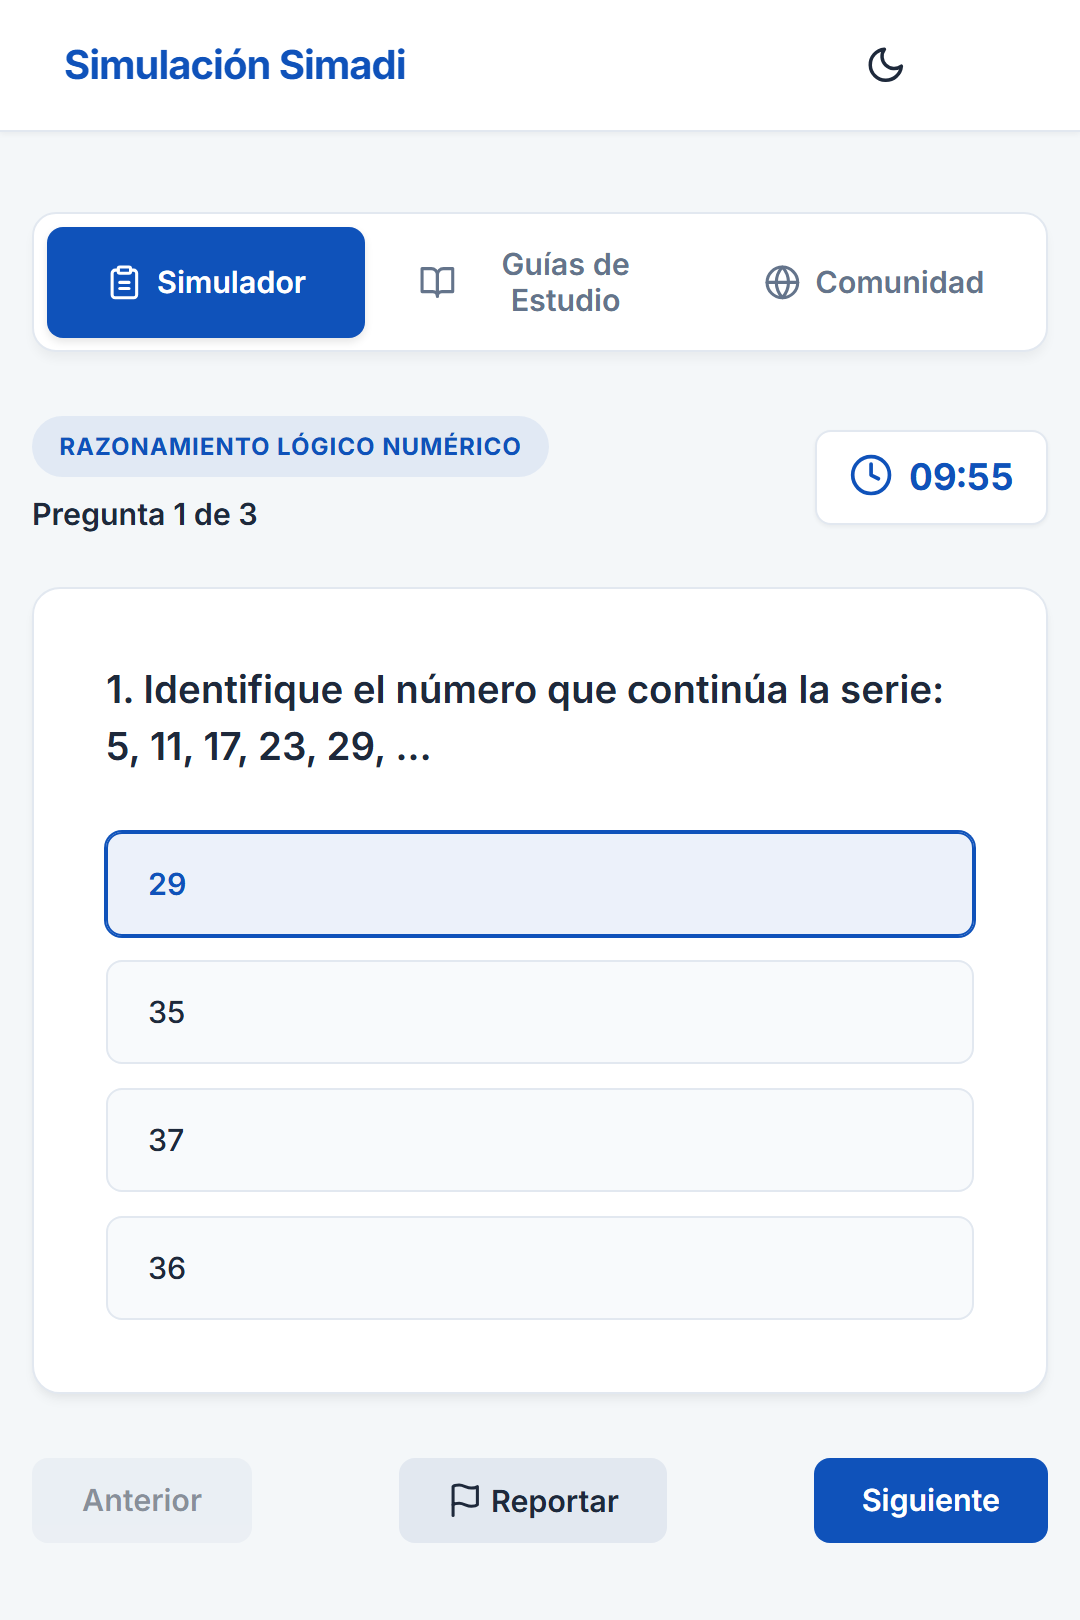 Simulación Simadi
Simulador
Guías de
Estudio
Comunidad
RAZONAMIENTO LÓGICO NUMÉRICO
Pregunta 1 de 3
09:55
1. Identifique el número que continúa la serie:
5, 11, 17, 23, 29, ...
29
35
37
36
Anterior
Reportar
Siguiente